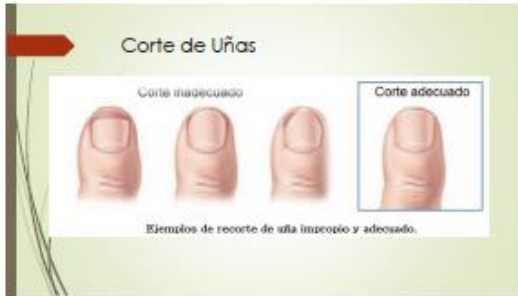 Corte de Uñas
Corte inadecuado
Corte adecuado
Ejemplos de recorte de uña impropio y adecuado.